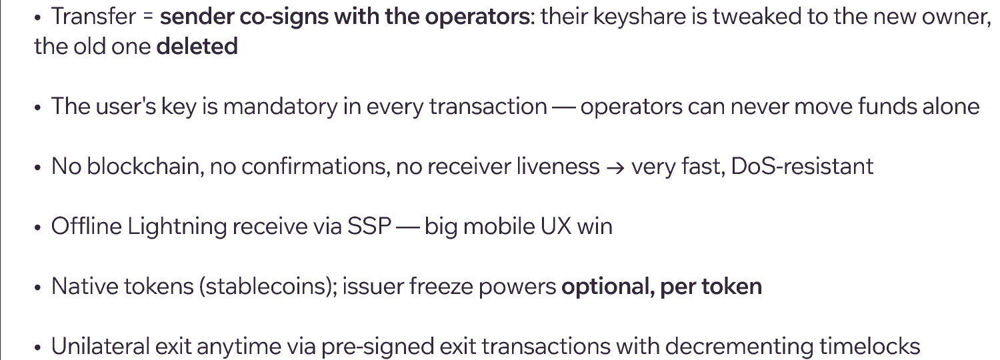 • Transfer = sender co-signs with the operators: their keyshare is tweaked to the new owner,
the old one deleted
• The user's key is mandatory in every transaction — operators can never move funds alone
• No blockchain, no confirmations, no receiver liveness → very fast, DoS-resistant
• Offline Lightning receive via SSP — big mobile UX win
• Native tokens (stablecoins); issuer freeze powers optional, per token
• Unilateral exit anytime via pre-signed exit transactions with decrementing timelocks